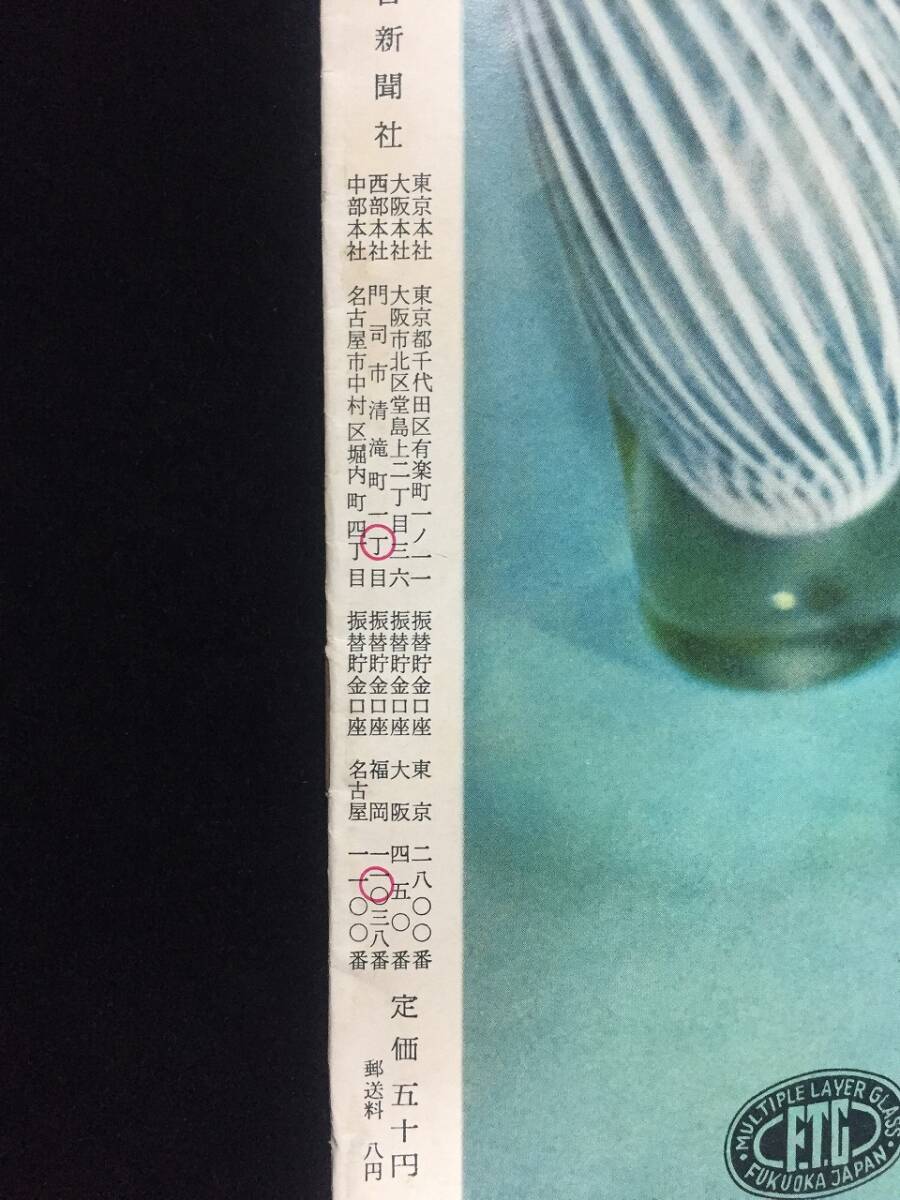 新聞社
東京本社 東京都千代田区有楽町一ノ一一 振替貯金口座 東京 二八〇〇番
大阪本社 大阪市北区堂島上二丁目三六 振替貯金口座 大阪 四五〇番
西部本社 門司市清滝町一丁目 振替貯金口座 福岡 一一〇三八番
中部本社 名古屋市中村区堀内町四丁目 振替貯金口座 名古屋 一一〇〇番
定価 五十円
郵送料 八円
MULTIPLE LAYER GLASS
F.T.G
FUKUOKA JAPAN